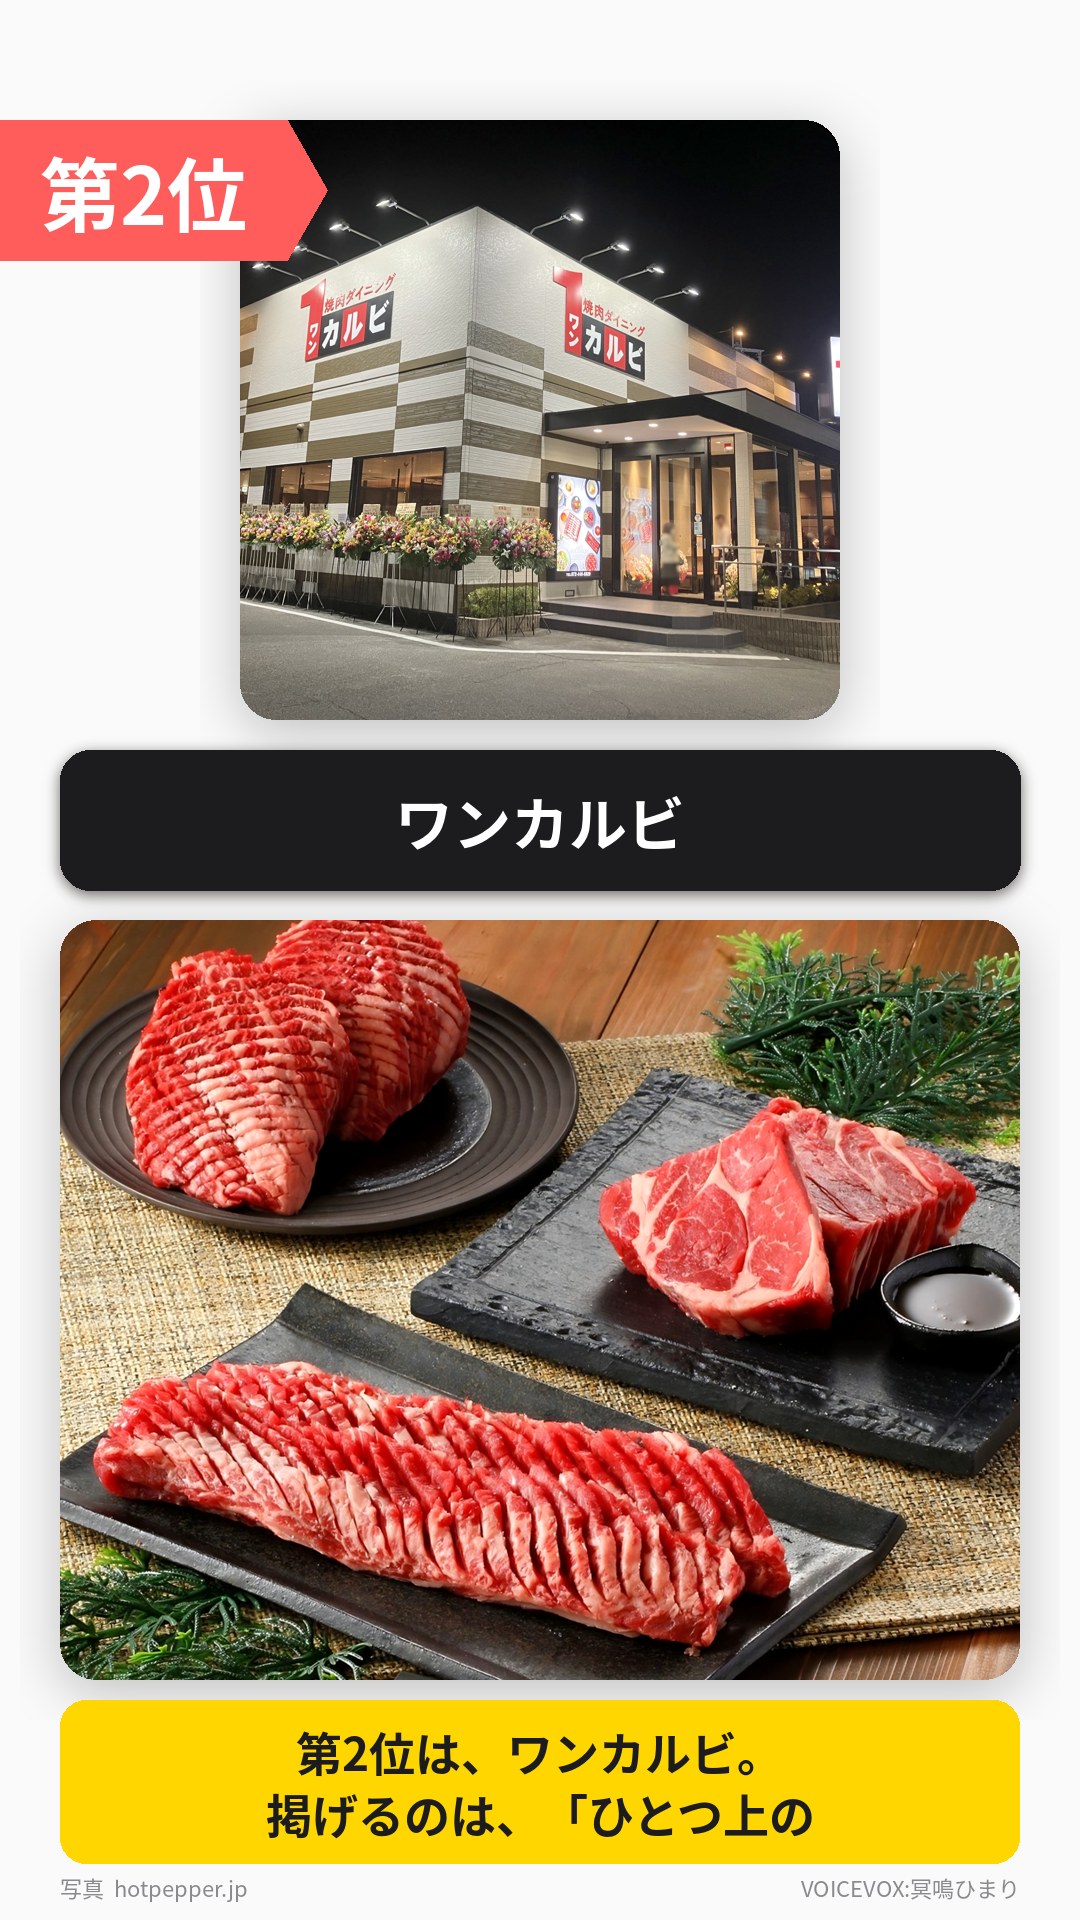 第2位
焼肉ダイニング
ワンカルビ
焼肉ダイニング
ワンカルビ
ワンカルビ
第2位は、ワンカルビ。
掲げるのは、「ひとつ上の
写真 hotpepper.jp
VOICEVOX:冥鳴ひまり